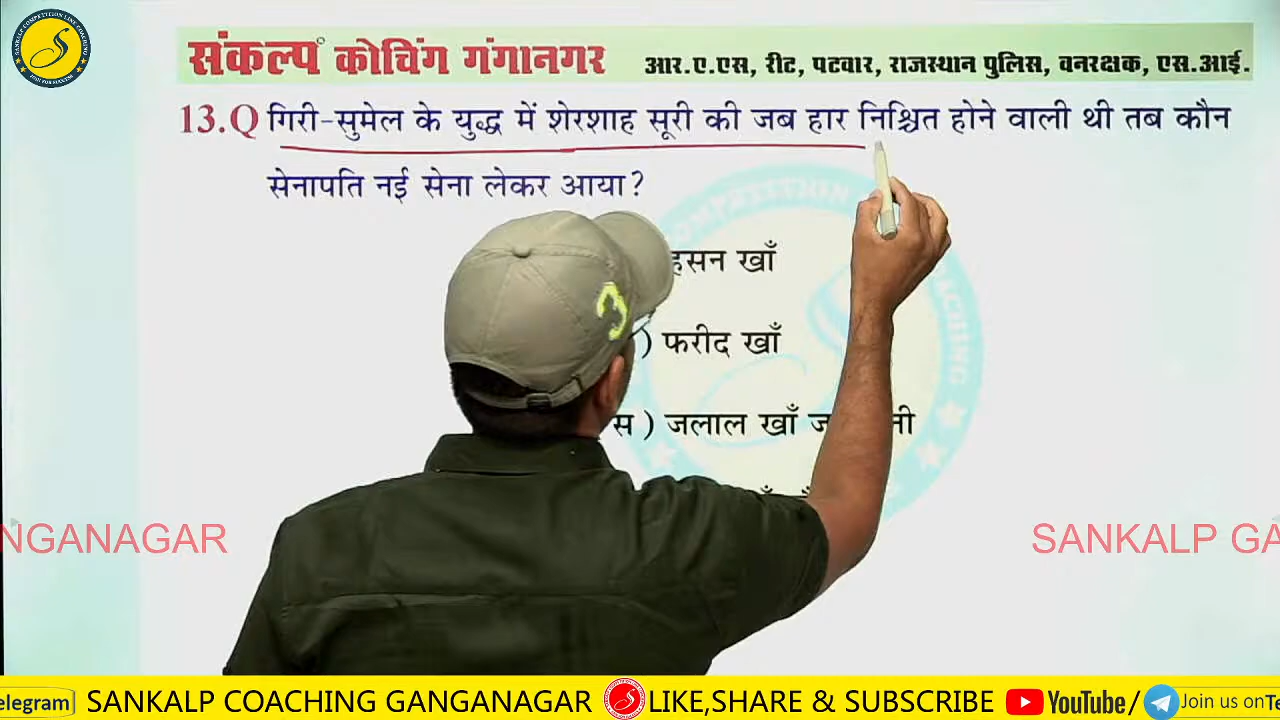 संकल्प कोचिंग गंगानगर
आर.ए.एस, रीट, पटवार, राजस्थान पुलिस, वनरक्षक, एस.आई.
13.Q गिरी-सुमेल के युद्ध में शेरशाह सूरी की जब हार निश्चित होने वाली थी तब कौन
सेनापति नई सेना लेकर आया?
हसन खाँ
) फरीद खाँ
स ) जलाल खाँ
NGANAGAR
SANKALP GA
elegram SANKALP COACHING GANGANAGAR LIKE,SHARE & SUBSCRIBE YouTube/ Join us onTe